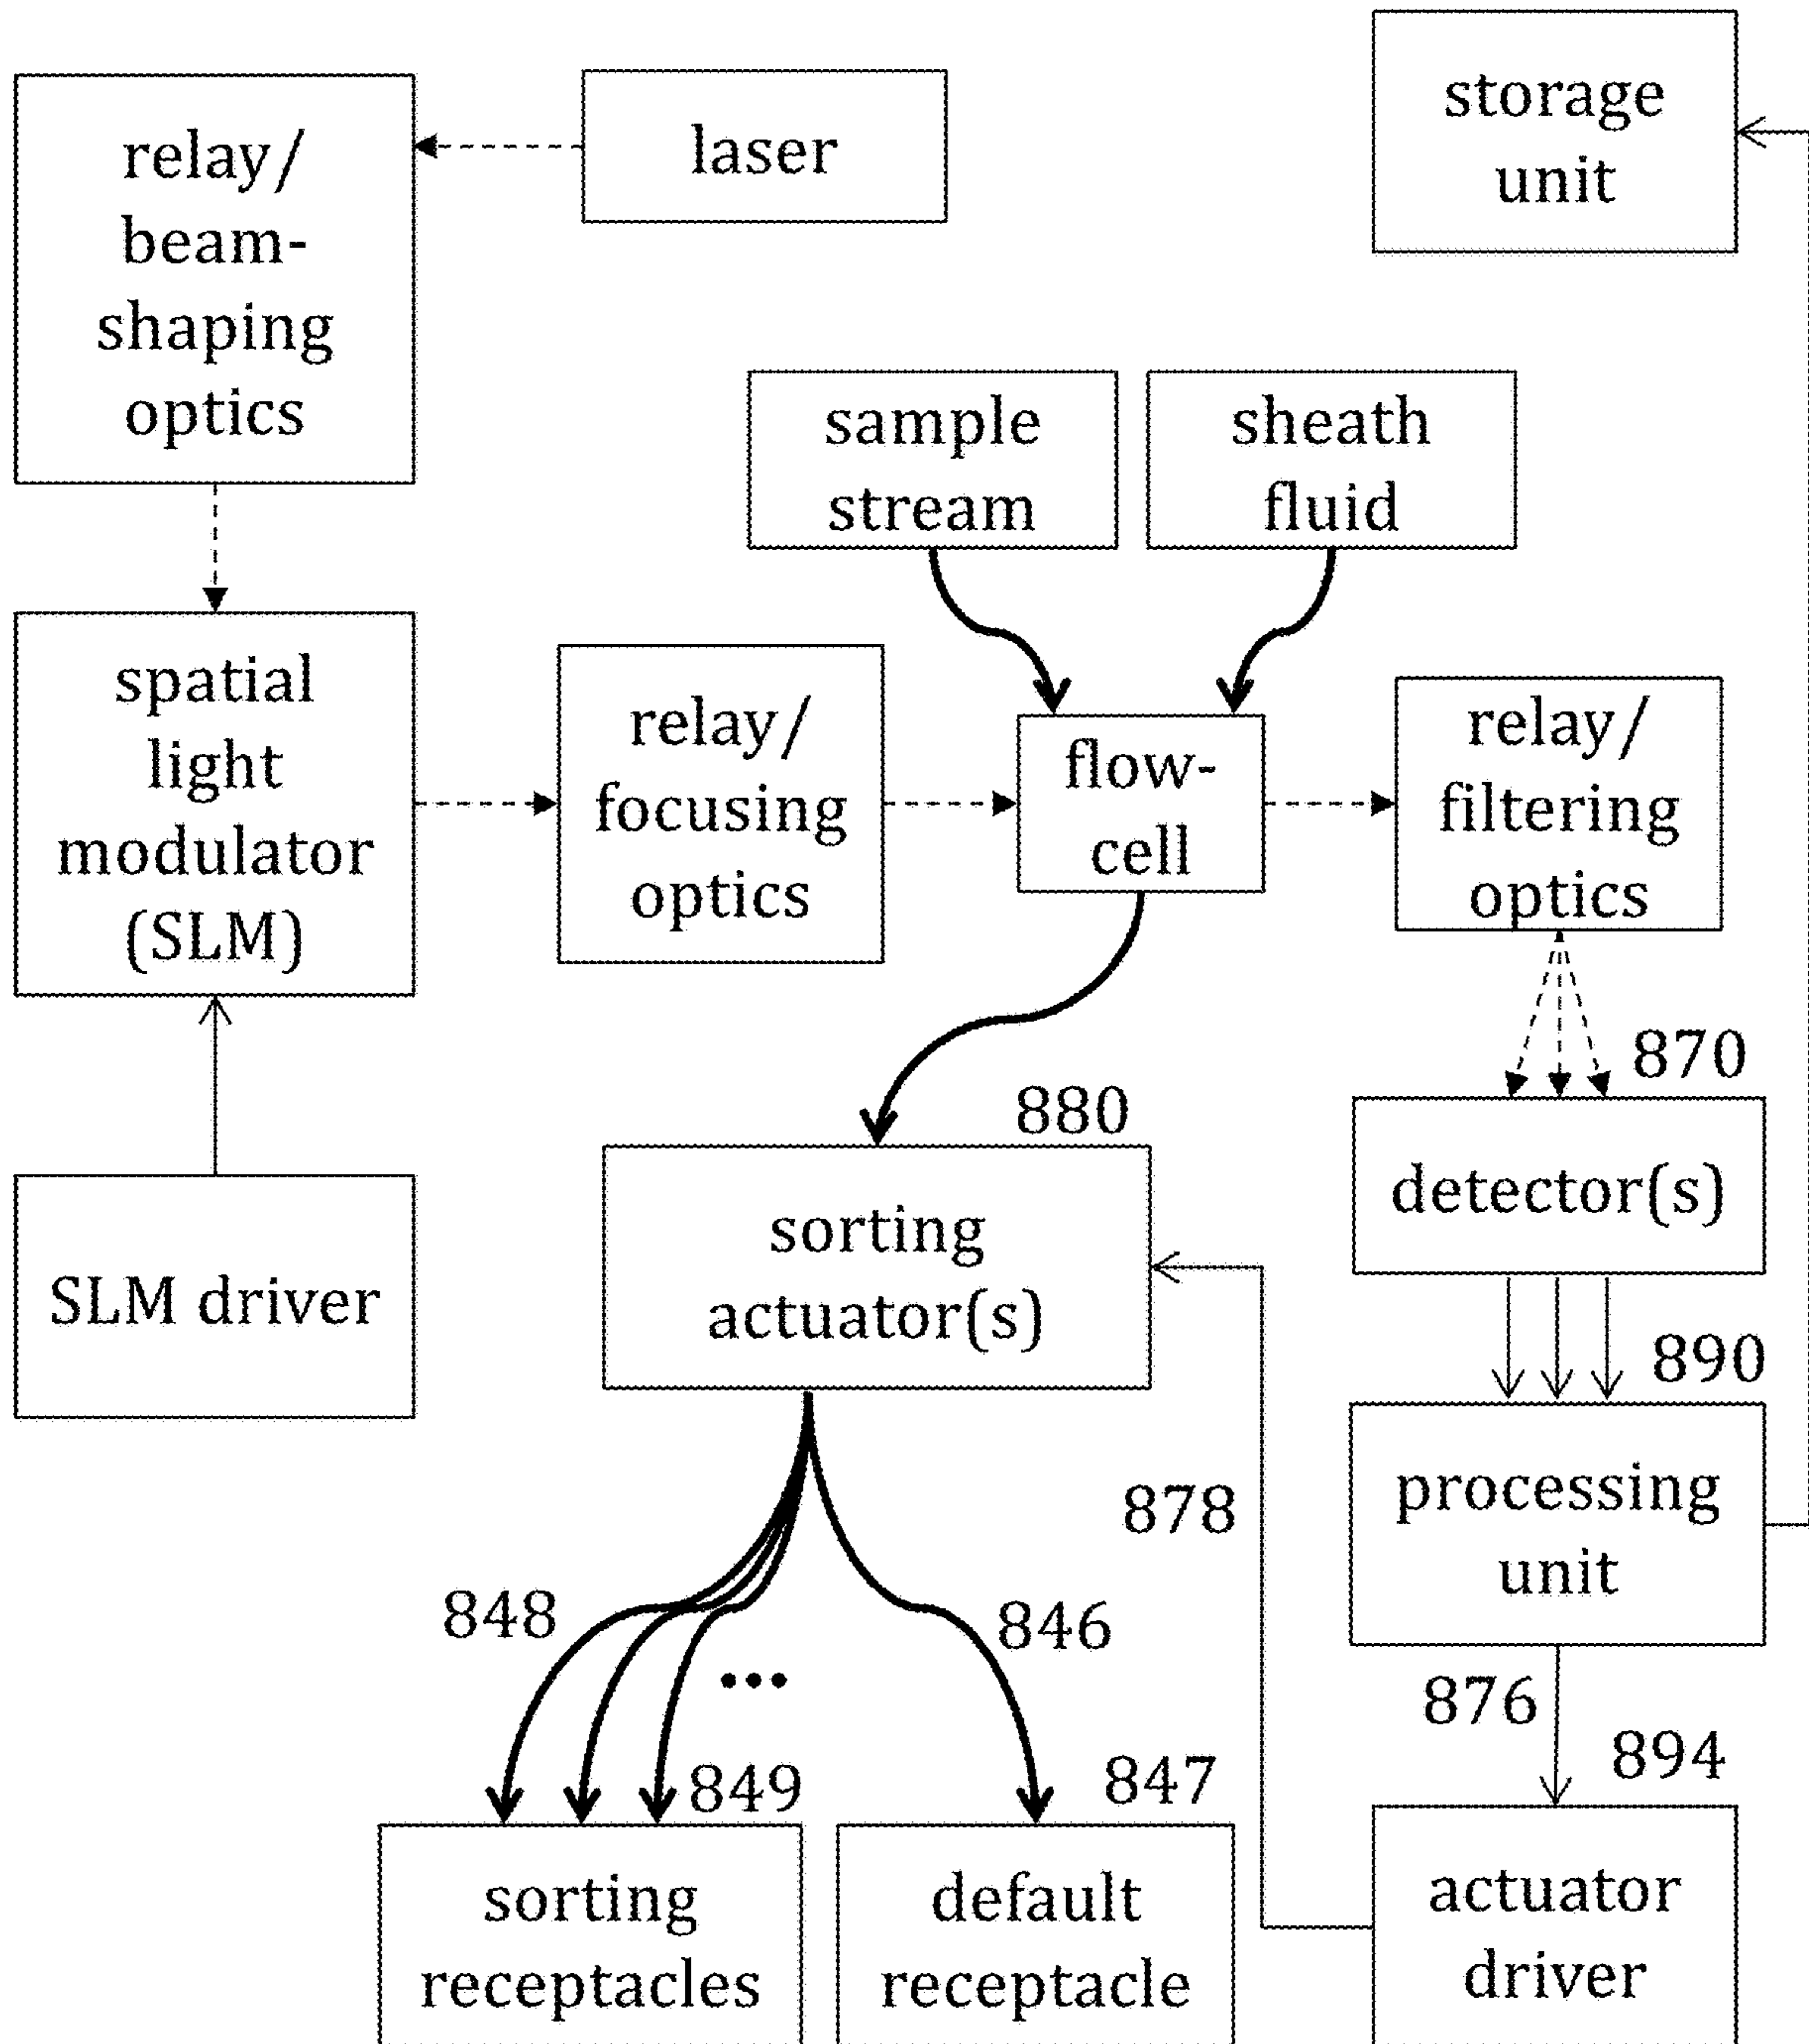 relay/
beam-
shaping
optics
laser
storage
unit
sample
stream
sheath
fluid
spatial
light
modulator
(SLM)
relay/
focusing
optics
flow-
cell
relay/
filtering
optics
870
880
detector(s)
SLM driver
sorting
actuator(s)
890
878
processing
unit
848
846
...
876
894
849
847
sorting
receptacles
default
receptacle
actuator
driver